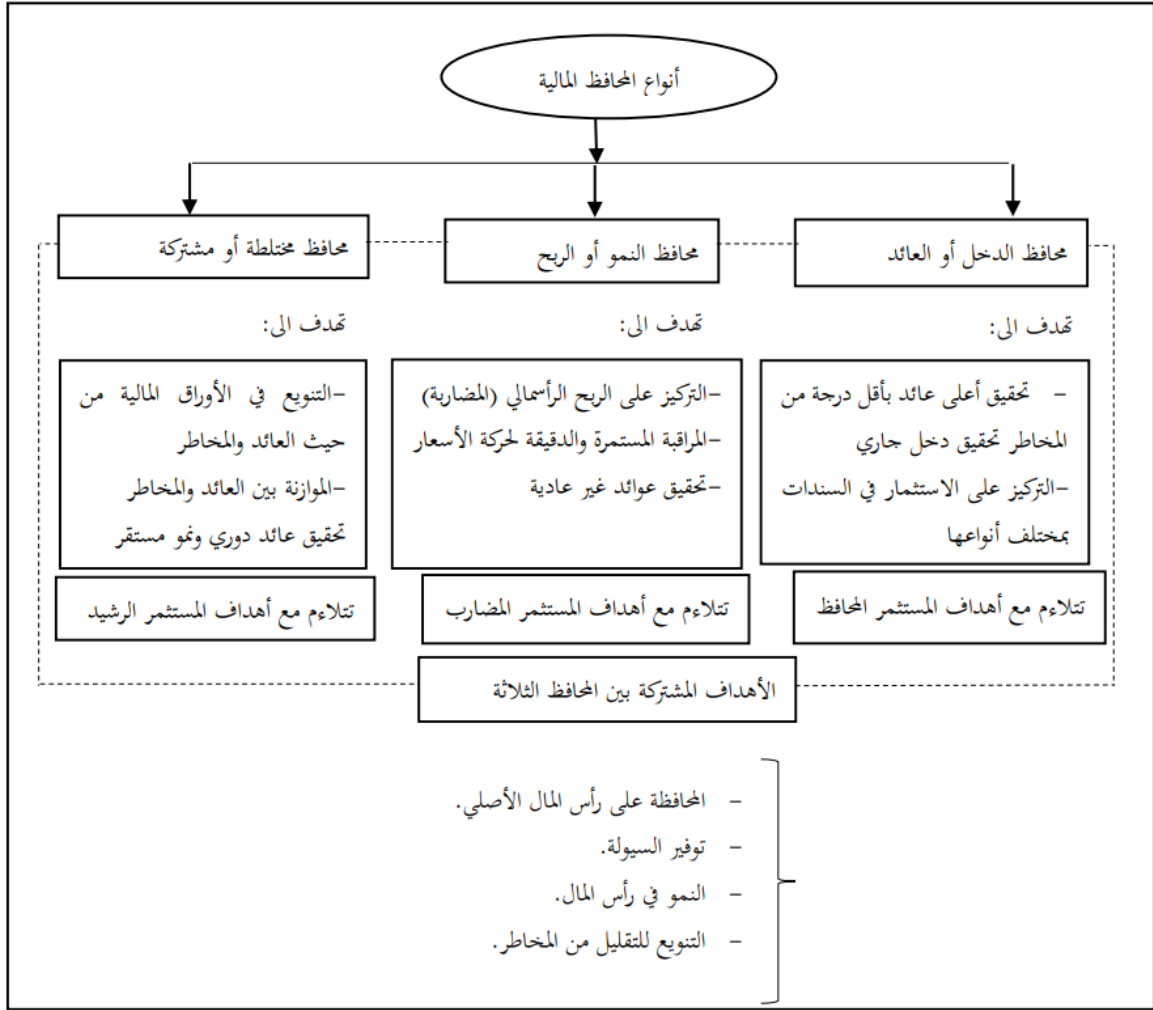 أنواع المحافظ المالية
محافظ الدخل أو العائد
تهدف الى:
- تحقيق أعلى عائد بأقل درجة من
المخاطر تحقيق دخل جاري
-التركيز على الاستثمار في السندات
بمختلف أنواعها
تتلاءم مع أهداف المستثمر المحافظ
محافظ النمو أو الربح
تهدف الى:
-التركيز على الربح الرأسمالي (المضاربة)
-المراقبة المستمرة والدقيقة لحركة الأسعار
-تحقيق عوائد غير عادية
تتلاءم مع أهداف المستثمر المضارب
محافظ مختلطة أو مشتركة
تهدف الى:
-التنويع في الأوراق المالية من
حيث العائد والمخاطر
-الموازنة بين العائد والمخاطر
تحقيق عائد دوري ونمو مستقر
تتلاءم مع أهداف المستثمر الرشيد
الأهداف المشتركة بين المحافظ الثلاثة
- المحافظة على رأس المال الأصلي.
- توفير السيولة.
- النمو في رأس المال.
- التنويع للتقليل من المخاطر.